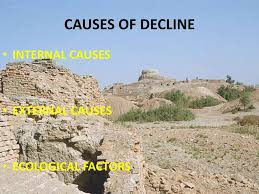 CAUSES OF DECLINE
• INTERNAL CAUSES
• EXTERNAL CAUSES
• ECOLOGICAL FACTORS